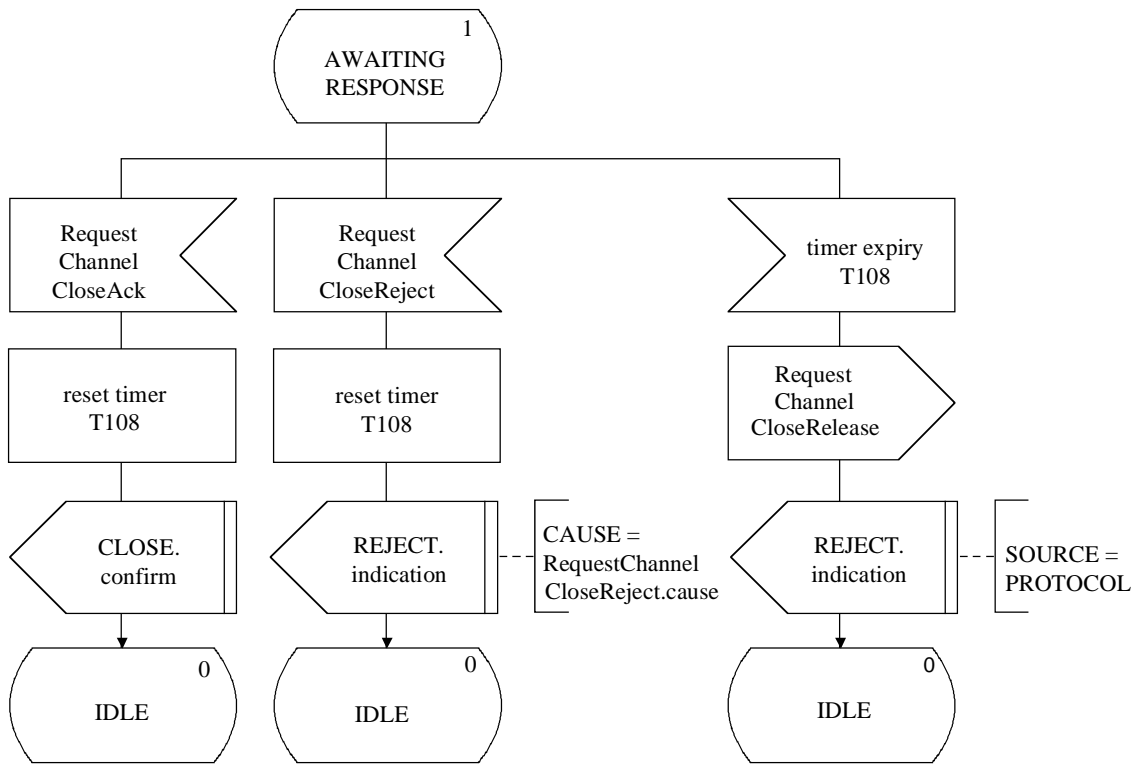 1
AWAITING
RESPONSE
Request
Channel
CloseAck
Request
Channel
CloseReject
timer expiry
T108
reset timer
T108
reset timer
T108
Request
Channel
CloseRelease
CLOSE.
confirm
REJECT.
indication
CAUSE =
RequestChannel
CloseReject.cause
REJECT.
indication
SOURCE =
PROTOCOL
0
IDLE
0
IDLE
0
IDLE